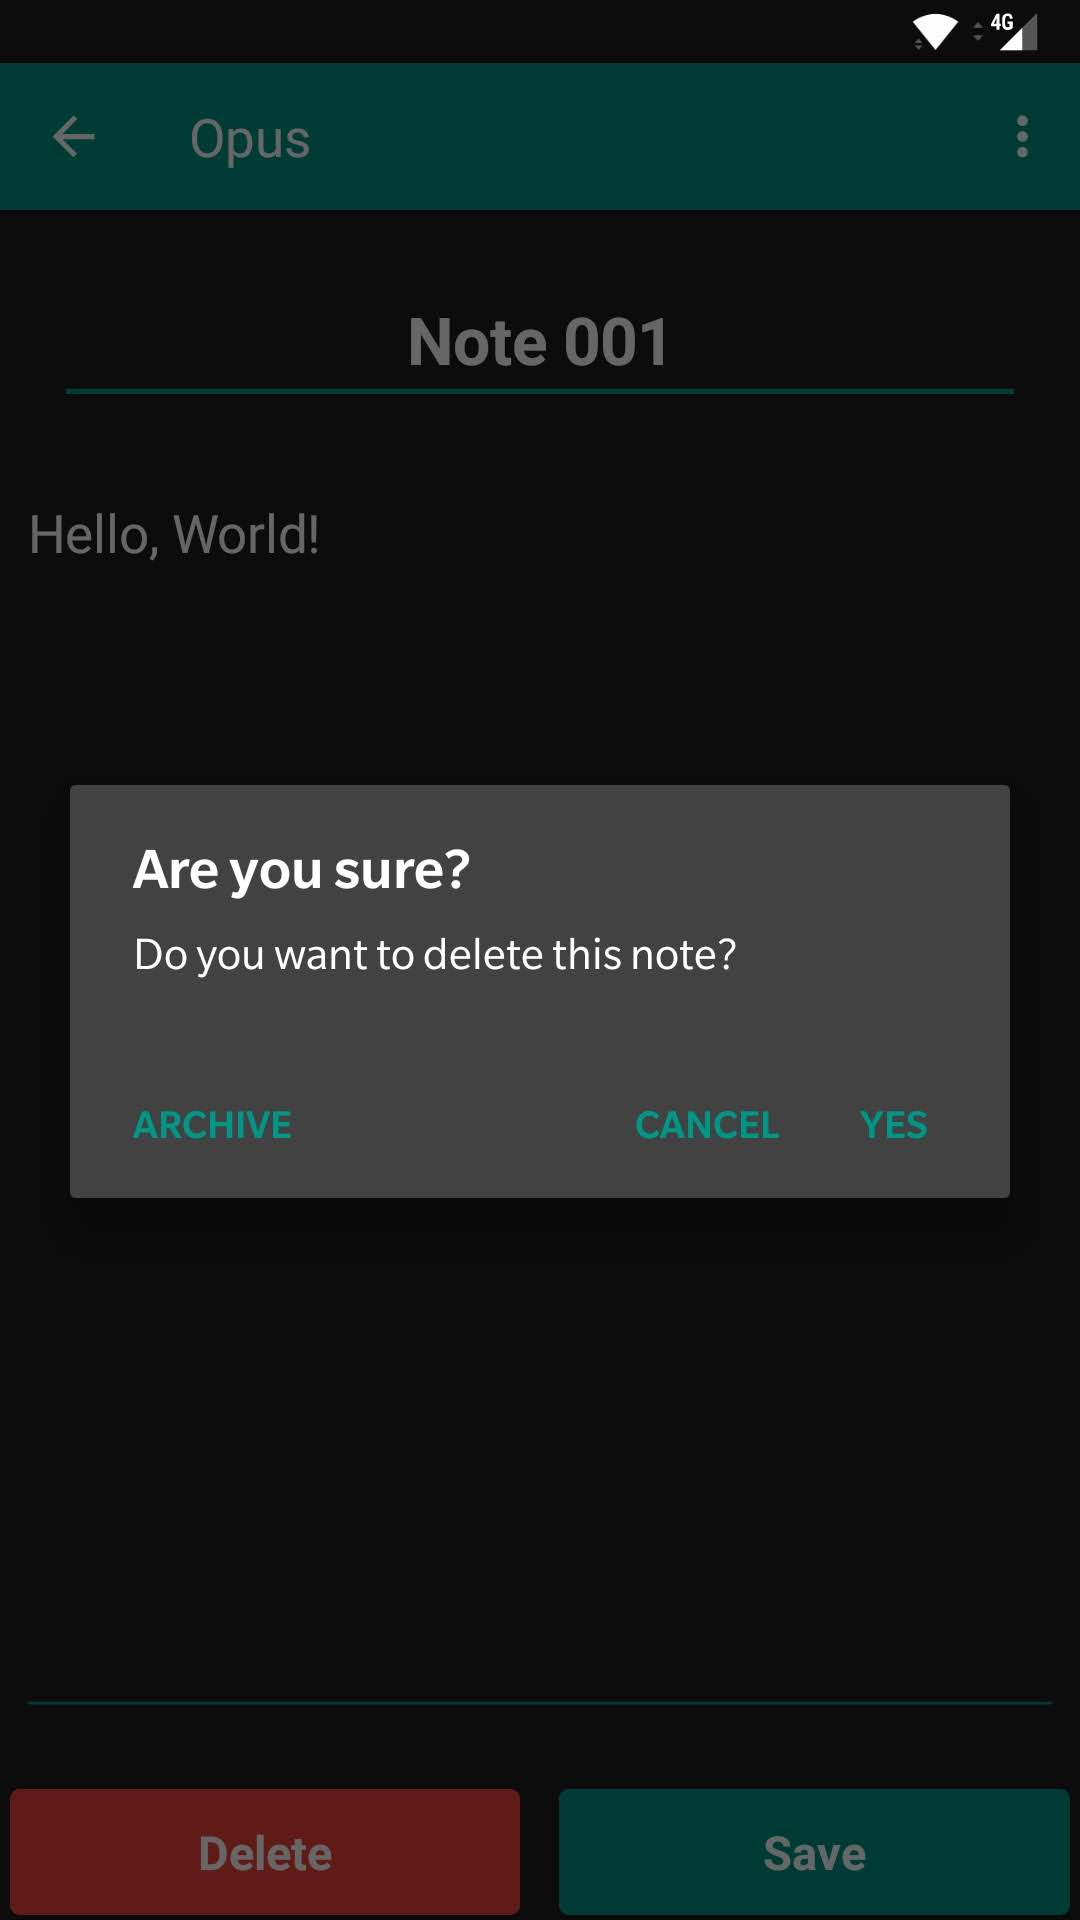 4G
Opus
Note 001
Hello, World!
Are you sure?
Do you want to delete this note?
ARCHIVE CANCEL YES
Delete Save